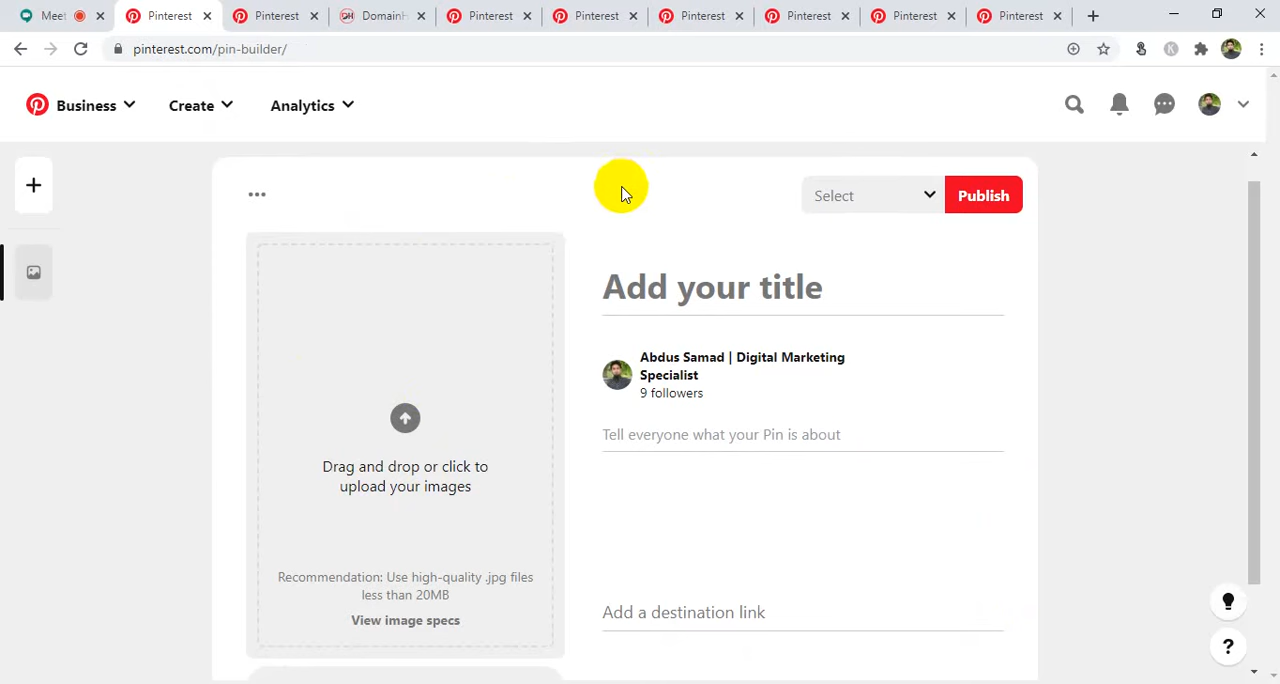 Meet
Pinterest
Pinterest
DomainH
Pinterest
Pinterest
Pinterest
Pinterest
Pinterest
Pinterest
pinterest.com/pin-builder/
K
Business
Create
Analytics
Select
Publish
Add your title
Abdus Samad | Digital Marketing
Specialist
9 followers
Tell everyone what your Pin is about
Drag and drop or click to
upload your images
Recommendation: Use high-quality .jpg files
less than 20MB
View image specs
Add a destination link
?